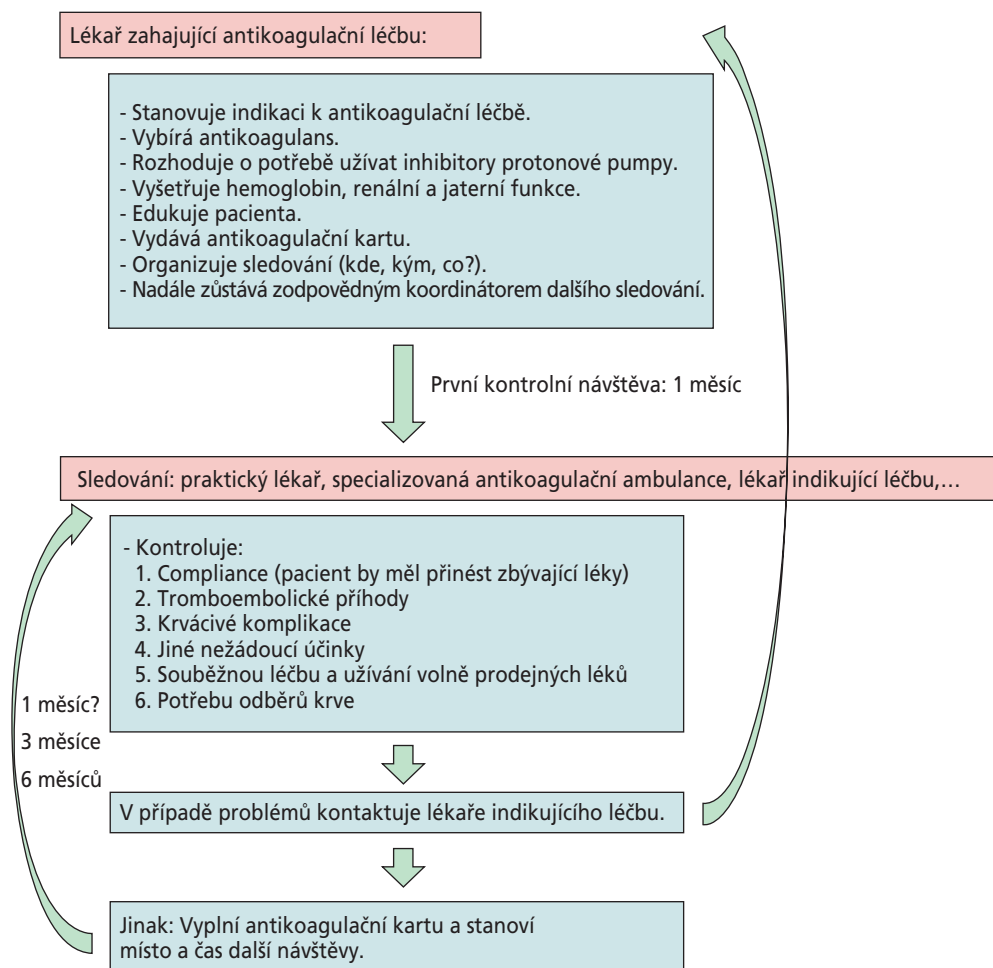 Lékař zahajující antikoagulační léčbu:
- Stanovuje indikaci k antikoagulační léčbě.
- Vybírá antikoagulans.
- Rozhoduje o potřebě užívat inhibitory protonové pumpy.
- Vyšetřuje hemoglobin, renální a jaterní funkce.
- Edukuje pacienta.
- Vydává antikoagulační kartu.
- Organizuje sledování (kde, kým, co?).
- Nadále zůstává zodpovědným koordinátorem dalšího sledování.
První kontrolní návštěva: 1 měsíc
Sledování: praktický lékař, specializovaná antikoagulační ambulance, lékař indikující léčbu,…
- Kontroluje:
1. Compliance (pacient by měl přinést zbývající léky)
2. Tromboembolické příhody
3. Krvácivé komplikace
4. Jiné nežádoucí účinky
5. Souběžnou léčbu a užívání volně prodejných léků
6. Potřebu odběrů krve
1 měsíc?
3 měsíce
6 měsíců
V případě problémů kontaktuje lékaře indikujícího léčbu.
Jinak: Vyplní antikoagulační kartu a stanoví
místo a čas další návštěvy.